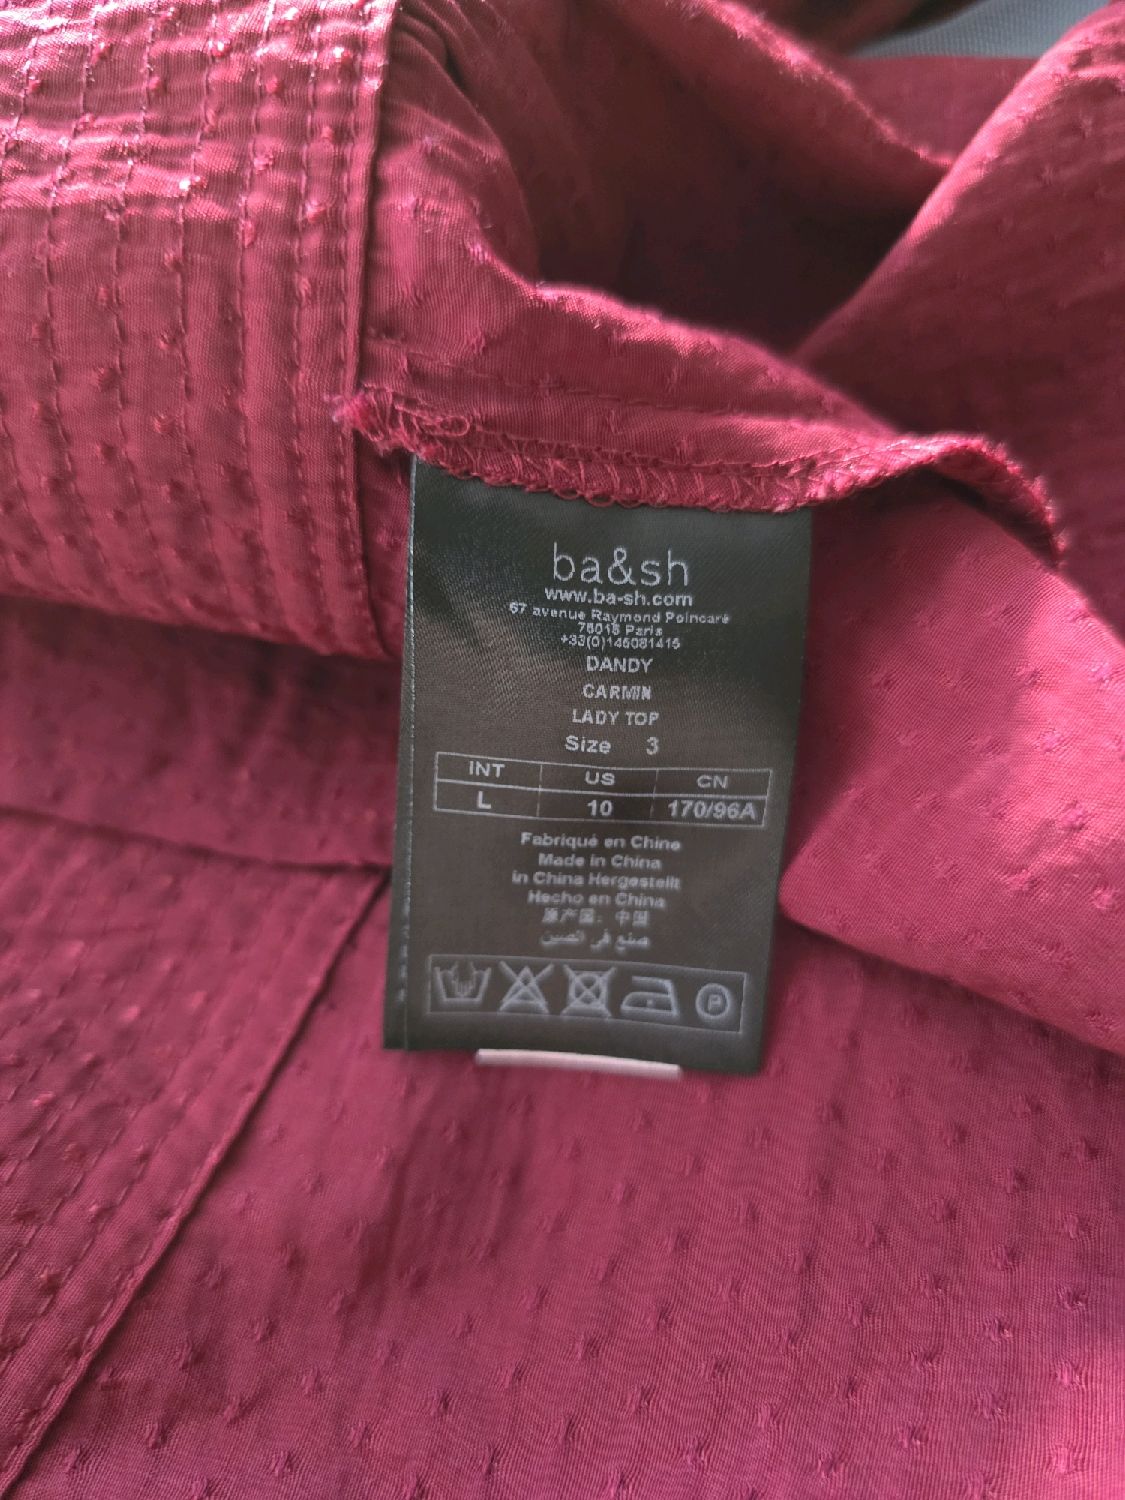 ba&sh
www.ba-sh.com
67 avenue Raymond Poincaré
75016 Paris
+33(0)145081415
DANDY
CARMIN
LADY TOP
Size 3
INT US CN
L 10 170/96A
Fabriqué en Chine
Made in China
in China Hergestellt
Hecho en China
原产国：中国
صنع في الصين
P